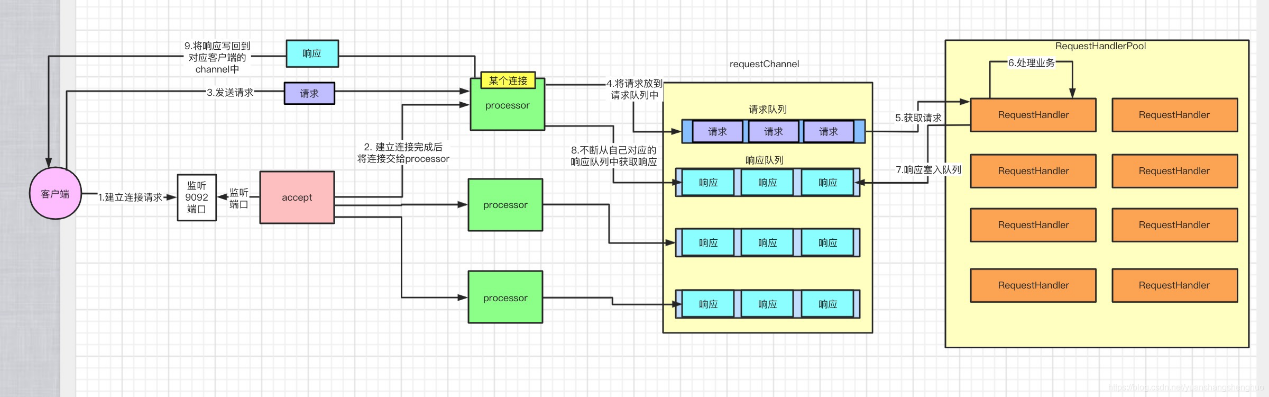 9.将响应写回到
对应客户端的
channel中
响应
3.发送请求
请求
某个连接
processor
4.将请求放到
请求队列中
requestChannel
RequestHandlerPool
6.处理业务
请求队列
请求
请求
请求
5.获取请求
RequestHandler
RequestHandler
2. 建立连接完成后
将连接交给processor
8.不断从自己对应的
响应队列中获取响应
响应队列
响应
响应
响应
7.响应塞入队列
RequestHandler
RequestHandler
客户端
1.建立连接请求
监听
9092
端口
监听
端口
accept
processor
响应
响应
响应
RequestHandler
RequestHandler
processor
响应
响应
响应
RequestHandler
RequestHandler